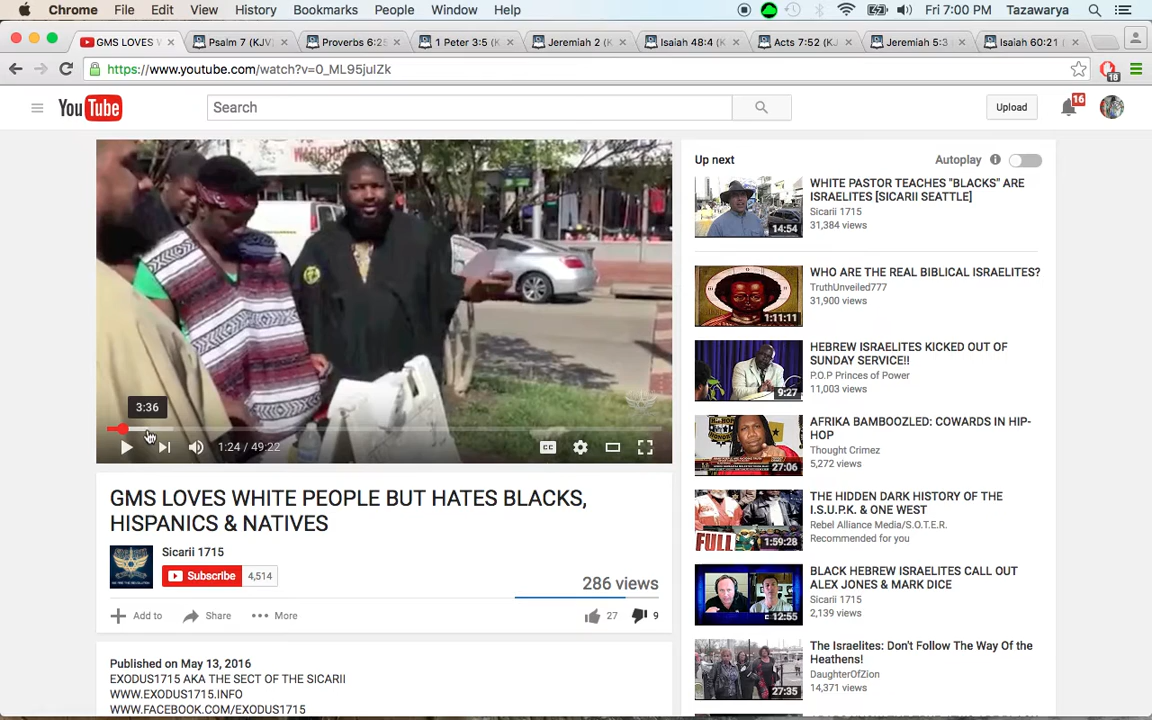 Chrome File Edit View History Bookmarks People Window Help Fri 7:00 PM Tazawarya
GMS LOVES W Psalm 7 (KJV Proverbs 6:25 1 Peter 3:5 ( Jeremiah 2 ( Isaiah 48:4 ( Acts 7:52 ( Jeremiah 5:3 Isaiah 60:21 (
https://www.youtube.com/watch?v=0_ML95juIZk 18
YouTube Search Upload 16
Up next Autoplay
WHITE PASTOR TEACHES "BLACKS" ARE
ISRAELITES [SICARII SEATTLE]
Sicarii 1715
31,384 views
14:54
WHO ARE THE REAL BIBLICAL ISRAELITES?
TruthUnveiled777
31,900 views
1:11:11
HEBREW ISRAELITES KICKED OUT OF
SUNDAY SERVICE!!
P.O.P Princes of Power
11,003 views
9:27
AFRIKA BAMBOOZLED: COWARDS IN HIP-
HOP
Thought Crimez
5,272 views
27:06
THE HIDDEN DARK HISTORY OF THE
I.S.U.P.K. & ONE WEST
Rebel Alliance Media/S.O.T.E.R.
Recommended for you
FULL
1:59:28
BLACK HEBREW ISRAELITES CALL OUT
ALEX JONES & MARK DICE
Sicarii 1715
2,139 views
12:55
The Israelites: Don't Follow The Way Of the
Heathens!
DaughterOfZion
14,371 views
27:35
3:36
1:24 / 49:22 CC
GMS LOVES WHITE PEOPLE BUT HATES BLACKS,
HISPANICS & NATIVES
Sicarii 1715
Subscribe 4,514
286 views
Add to Share More 27 9
Published on May 13, 2016
EXODUS1715 AKA THE SECT OF THE SICARII
WWW.EXODUS1715.INFO
WWW.FACEBOOK.COM/EXODUS1715